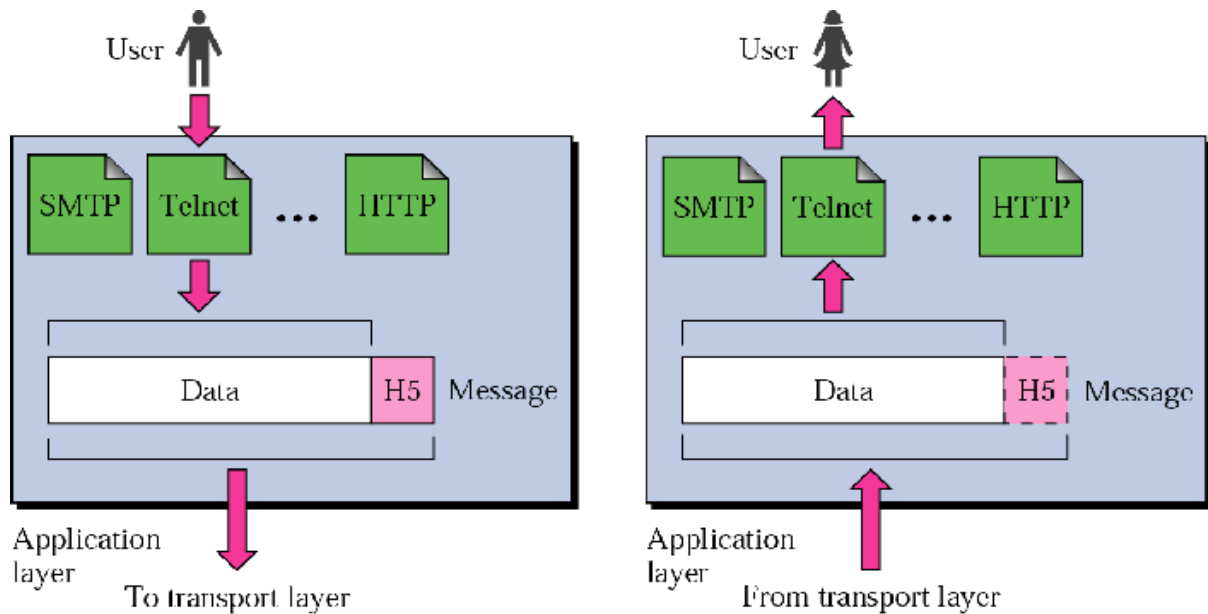 User
SMTP Telnet ... HTTP
Data H5 Message
Application
layer
To transport layer
User
SMTP Telnet ... HTTP
Data H5 Message
Application
layer
From transport layer